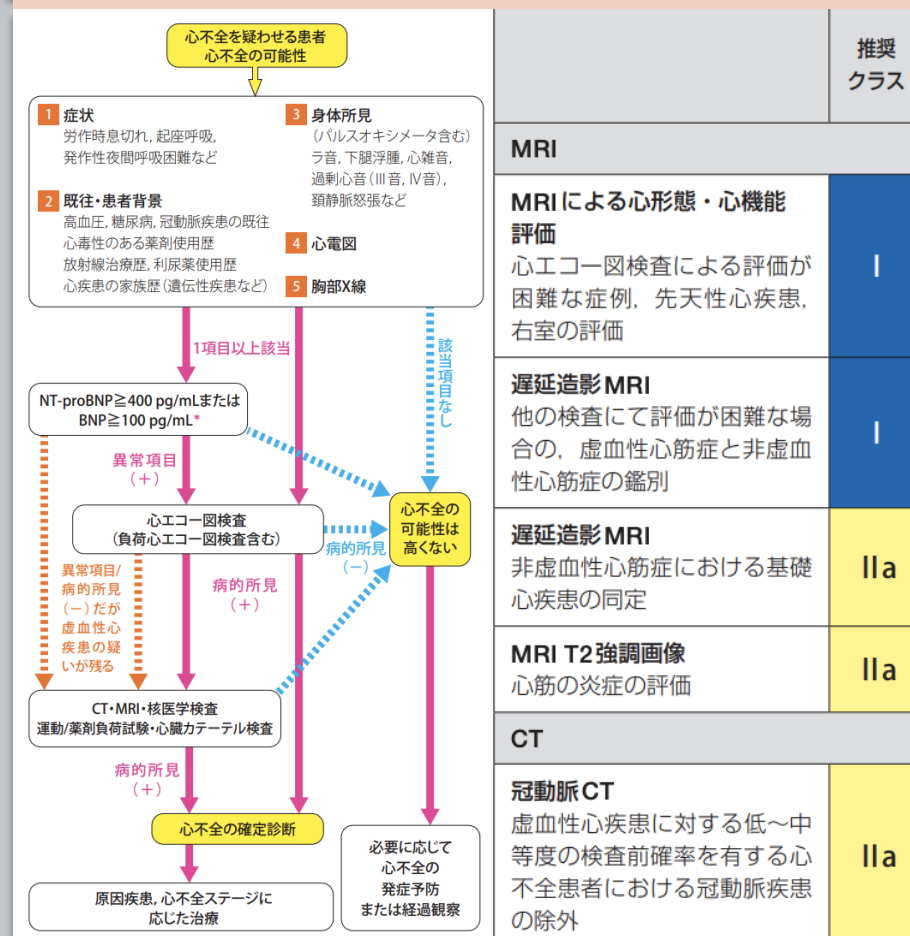 心不全を疑わせる患者
心不全の可能性
1 症状
労作時息切れ, 起座呼吸,
発作性夜間呼吸困難など
2 既往・患者背景
高血圧, 糖尿病, 冠動脈疾患の既往
心毒性のある薬剤使用歴
放射線治療歴, 利尿薬使用歴
心疾患の家族歴(遺伝性疾患など)
3 身体所見
(パルスオキシメータ含む)
ラ音, 下腿浮腫, 心雑音,
過剰心音(Ⅲ音, Ⅳ音),
頚静脈怒張など
4 心電図
5 胸部X線
1項目以上該当
該当項目なし
NT-proBNP≧400 pg/mLまたは
BNP≧100 pg/mL*
異常項目
(+)
心エコー図検査
(負荷心エコー図検査含む)
心不全の
可能性は
高くない
病的所見
(-)
異常項目/
病的所見
(-)だが
虚血性心
疾患の疑
いが残る
病的所見
(+)
CT・MRI・核医学検査
運動/薬剤負荷試験・心臓カテーテル検査
病的所見
(+)
心不全の確定診断
原因疾患, 心不全ステージに
応じた治療
必要に応じて
心不全の
発症予防
または経過観察
推奨
クラス
MRI
MRIによる心形態・心機能
評価
心エコー図検査による評価が
困難な症例, 先天性心疾患,
右室の評価
I
遅延造影MRI
他の検査にて評価が困難な場
合の, 虚血性心筋症と非虚血
性心筋症の鑑別
I
遅延造影MRI
非虚血性心筋症における基礎
心疾患の同定
IIa
MRI T2強調画像
心筋の炎症の評価
IIa
CT
冠動脈CT
虚血性心疾患に対する低〜中
等度の検査前確率を有する心
不全患者における冠動脈疾患
の除外
IIa